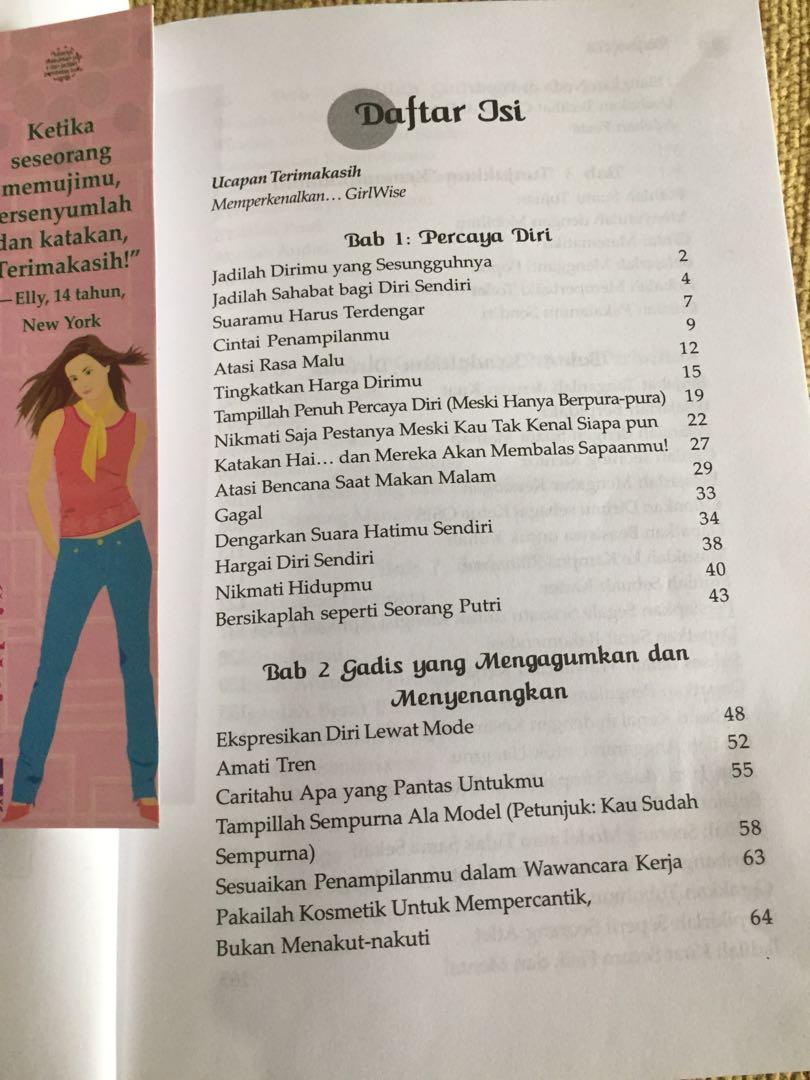 Ketika
seseorang
memujimu,
ersenyumlah
dan katakan,
Terimakasih!"
—Elly, 14 tahun,
New York
Daftar Isi
Ucapan Terimakasih
Memperkenalkan… GirlWise
Bab 1: Percaya Diri
Jadilah Dirimu yang Sesungguhnya 2
Jadilah Sahabat bagi Diri Sendiri 4
Suaramu Harus Terdengar 7
Cintai Penampilanmu 9
Atasi Rasa Malu 12
Tingkatkan Harga Dirimu 15
Tampillah Penuh Percaya Diri (Meski Hanya Berpura-pura) 19
Nikmati Saja Pestanya Meski Kau Tak Kenal Siapa pun 22
Katakan Hai… dan Mereka Akan Membalas Sapaanmu! 27
Atasi Bencana Saat Makan Malam 29
Gagal 33
Dengarkan Suara Hatimu Sendiri 34
Hargai Diri Sendiri 38
Nikmati Hidupmu 40
Bersikaplah seperti Seorang Putri 43
Bab 2 Gadis yang Mengagumkan dan
Menyenangkan
Ekspresikan Diri Lewat Mode 48
Amati Tren 52
Caritahu Apa yang Pantas Untukmu 55
Tampillah Sempurna Ala Model (Petunjuk: Kau Sudah
Sempurna) 58
Sesuaikan Penampilanmu dalam Wawancara Kerja 63
Pakailah Kosmetik Untuk Mempercantik,
Bukan Menakut-nakuti 64